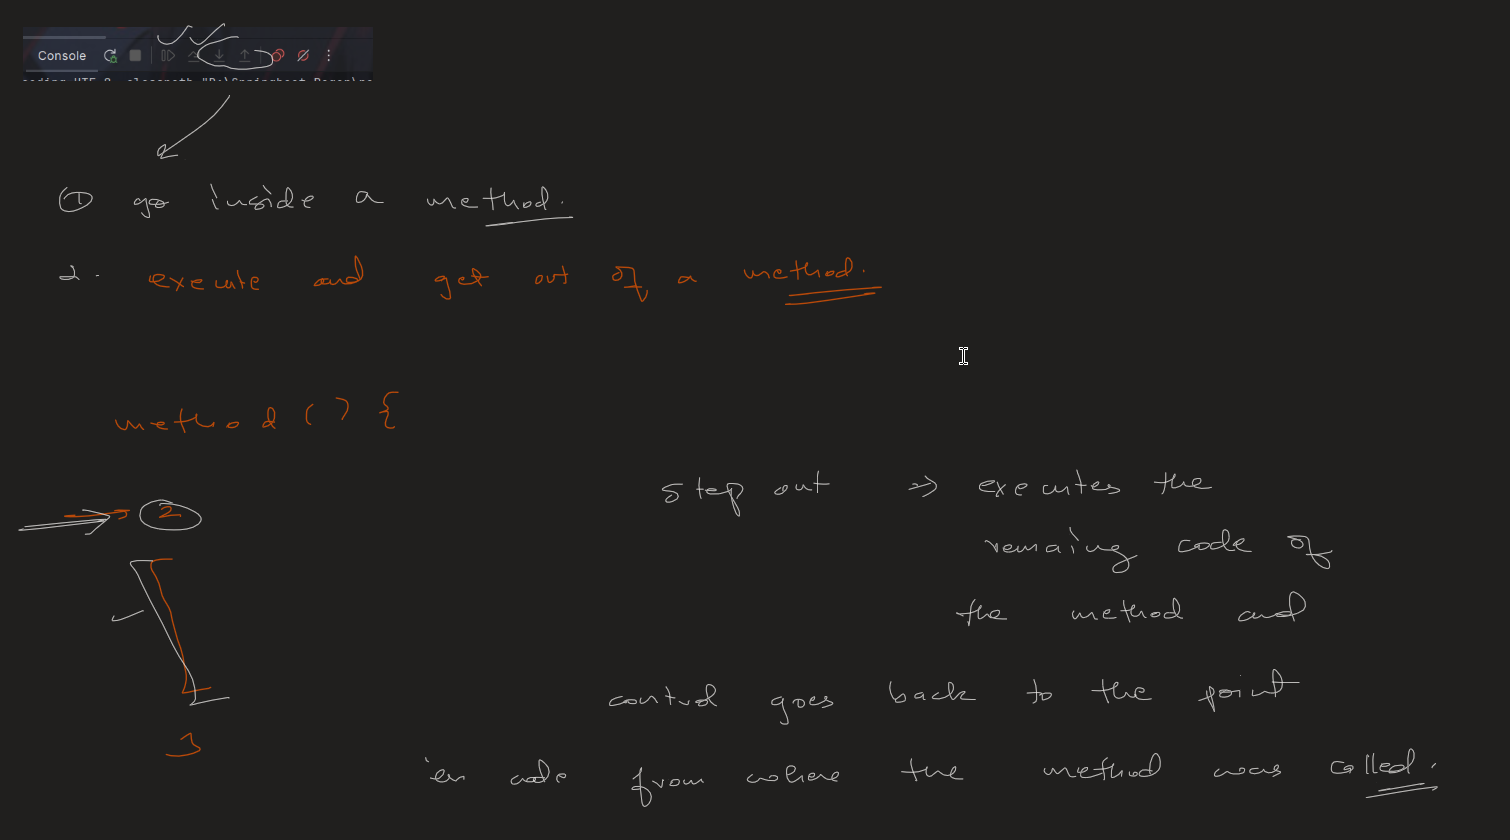 Console
① go inside a method.
2. execute and get out of a method.
method () {
2
step out => executes the
remaining code of
the method and
control goes back to the point
in code from where the method was called.